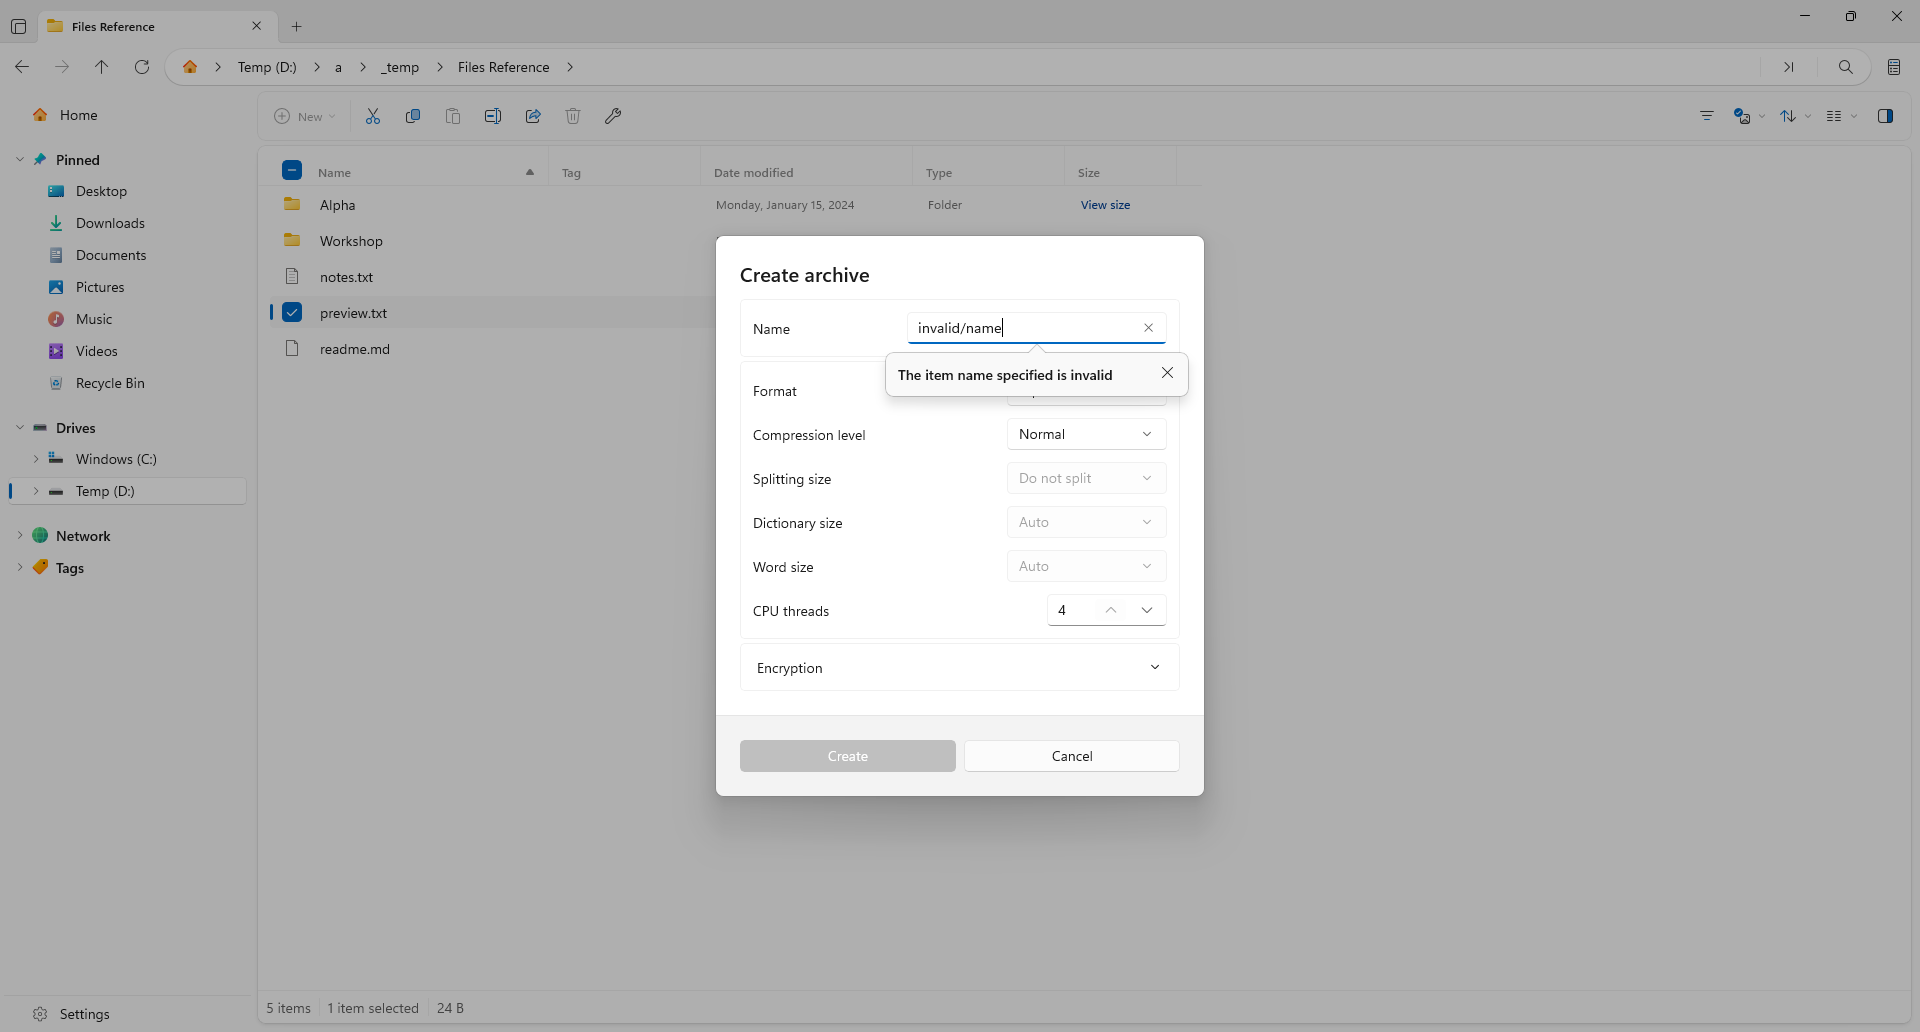 Files Reference
Temp (D:)
a
_temp
Files Reference
Home
New
Pinned
Desktop
Downloads
Documents
Pictures
Music
Videos
Recycle Bin
Drives
Windows (C:)
Temp (D:)
Network
Tags
Settings
Name
Tag
Date modified
Type
Size
Alpha
Monday, January 15, 2024
Folder
View size
Workshop
notes.txt
preview.txt
readme.md
Create archive
Name
invalid/name
The item name specified is invalid
Format
Compression level
Normal
Splitting size
Do not split
Dictionary size
Auto
Word size
Auto
CPU threads
4
Encryption
Create
Cancel
5 items
1 item selected
24 B